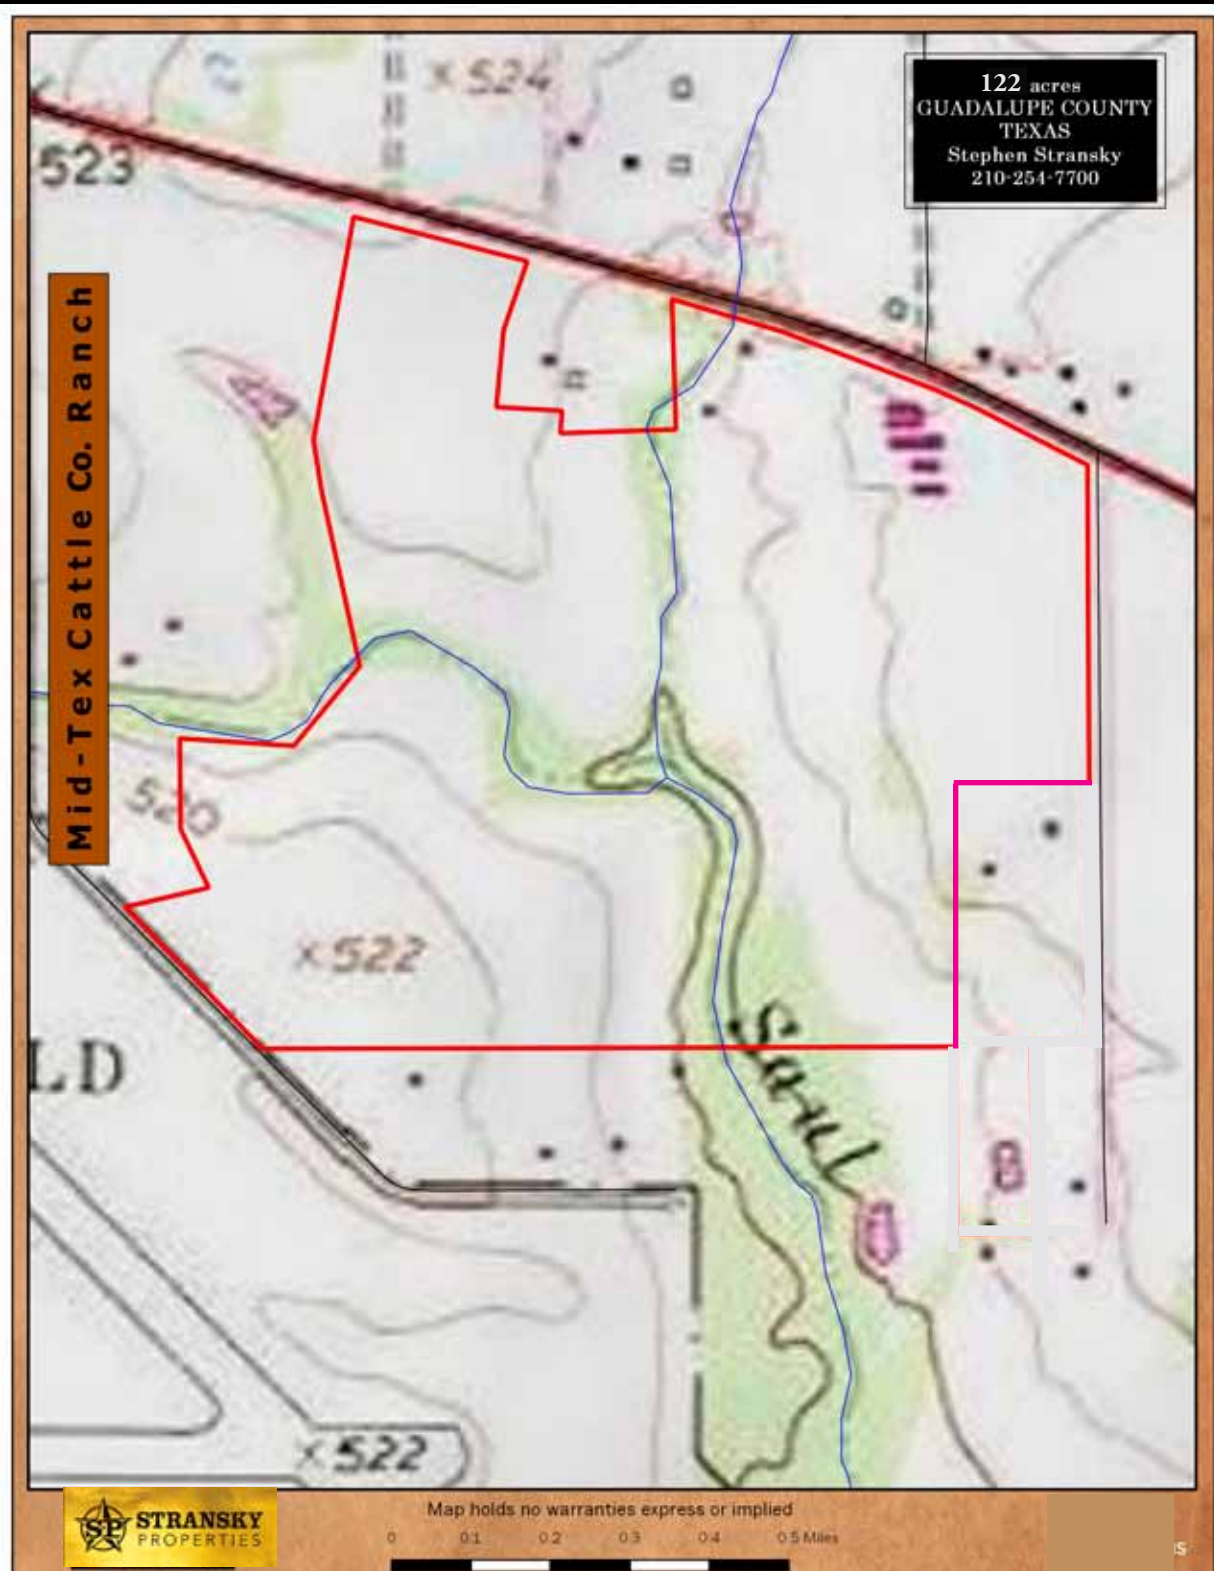 x 524
122 acres
GUADALUPE COUNTY
TEXAS
Stephen Stransky
210-254-7700
523
Mid-Tex Cattle Co. Ranch
520
x 522
LD
Saul
x 522
SP
STRANSKY
PROPERTIES
Map holds no warranties express or implied
0 0.1 0.2 0.3 0.4 0.5 Miles